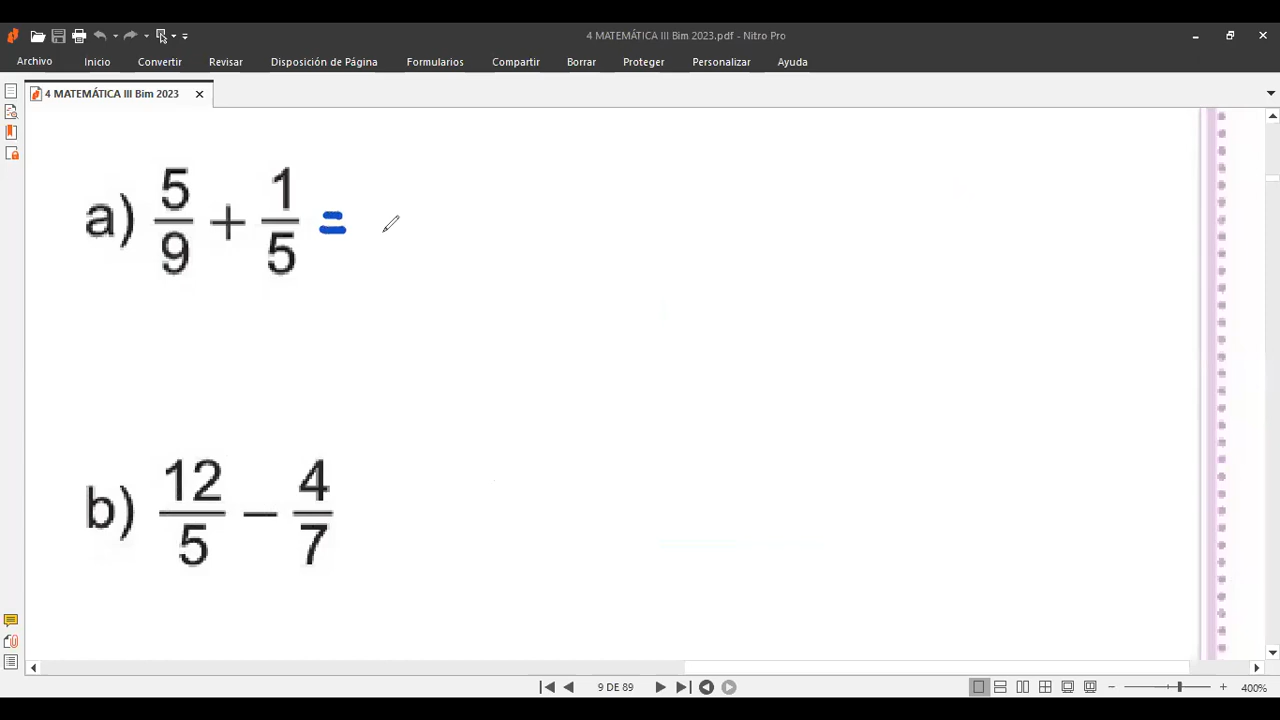 4 MATEMÁTICA III Bim 2023.pdf - Nitro Pro
Archivo Inicio Convertir Revisar Disposición de Página Formularios Compartir Borrar Proteger Personalizar Ayuda
4 MATEMÁTICA III Bim 2023
a) 5/9 + 1/5 =
b) 12/5 − 4/7
9 DE 89
400%